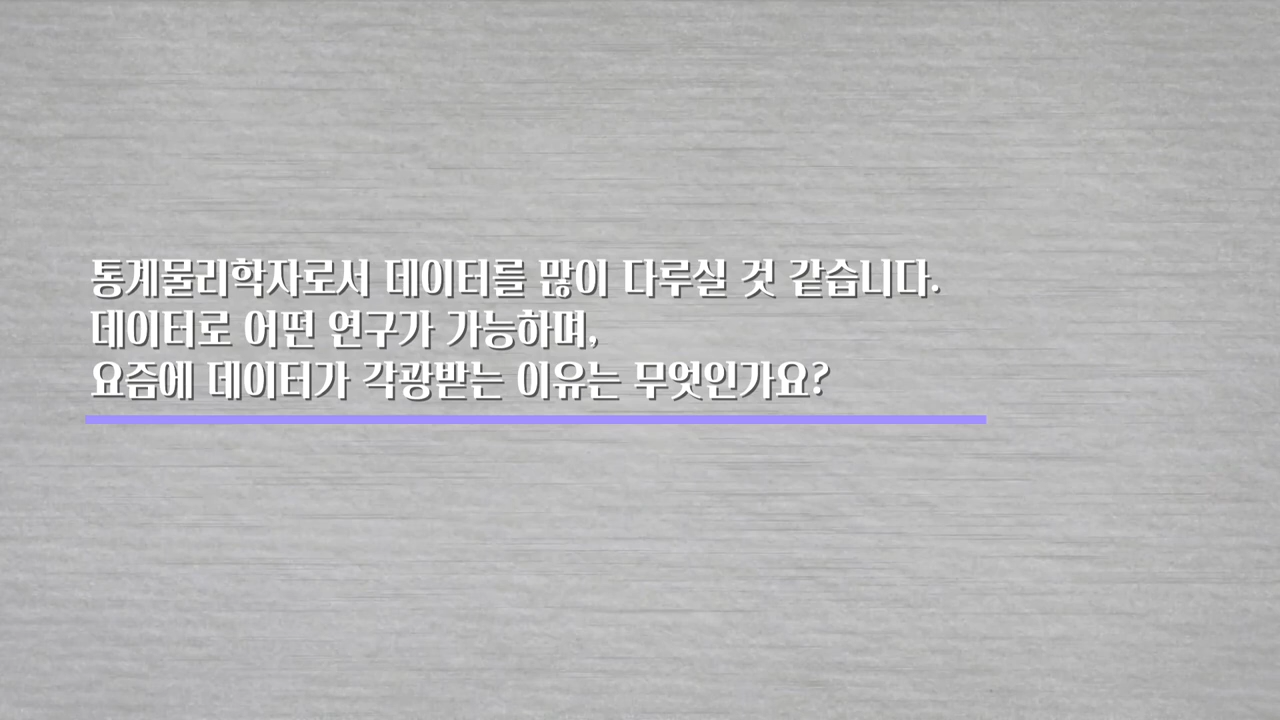 통계물리학자로서 데이터를 많이 다루실 것 같습니다.
데이터로 어떤 연구가 가능하며,
요즘에 데이터가 각광받는 이유는 무엇인가요?